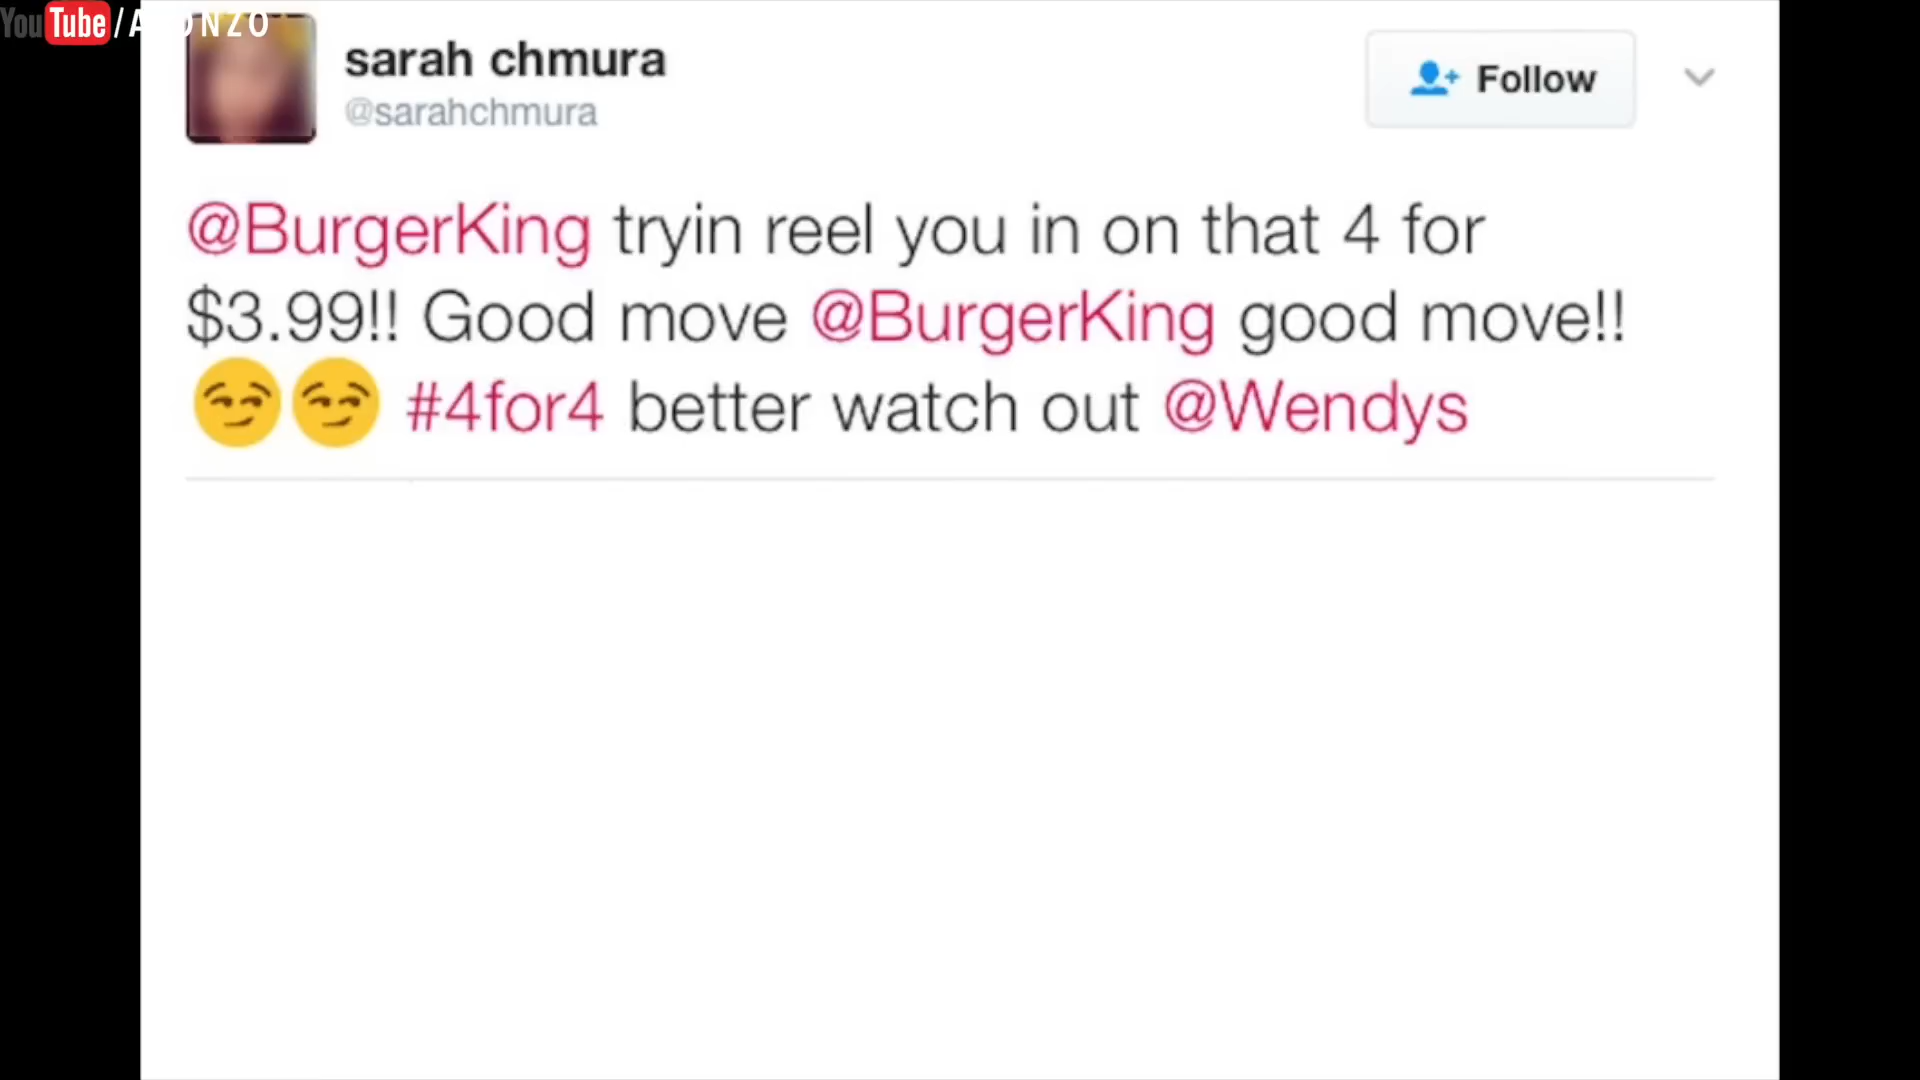 YouTube/A NZO
sarah chmura
@sarahchmura
Follow
@BurgerKing tryin reel you in on that 4 for
$3.99!! Good move @BurgerKing good move!!
😏😏 #4for4 better watch out @Wendys